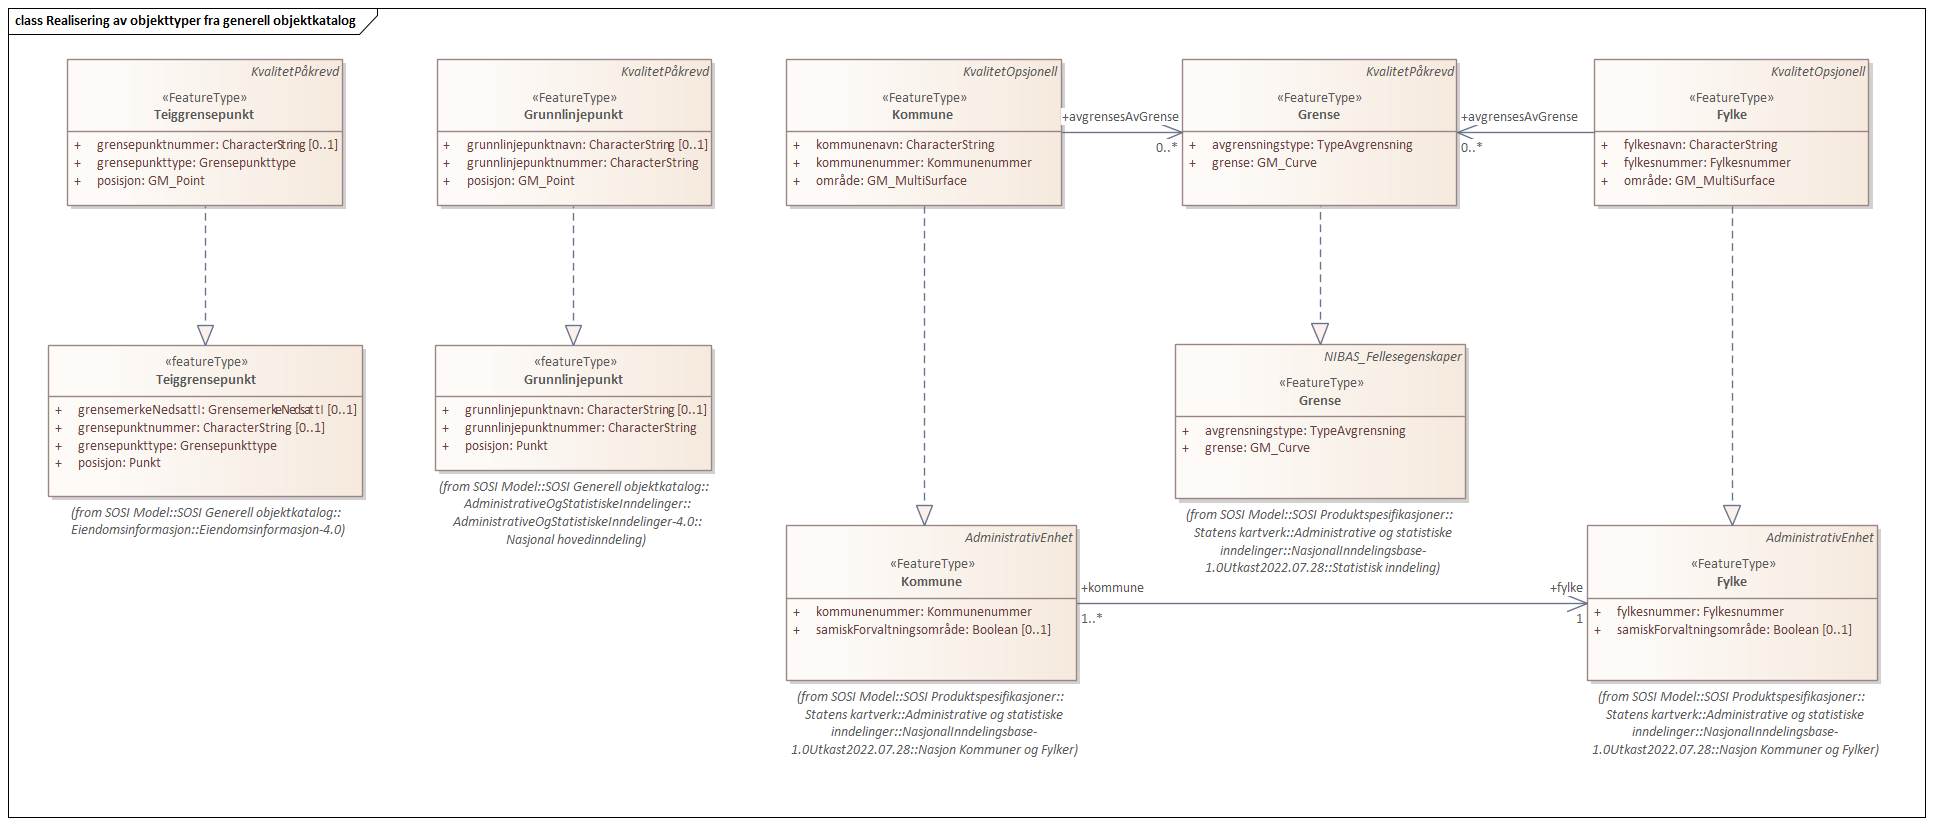 class Realisering av objekttyper fra generell objektkatalog
KvalitetPåkrevd
«FeatureType»
Teiggrensepunkt
+ grensepunktnummer: CharacterString [0..1]
+ grensepunkttype: Grensepunkttype
+ posisjon: GM_Point
KvalitetPåkrevd
«FeatureType»
Grunnlinjepunkt
+ grunnlinjepunktnavn: CharacterString [0..1]
+ grunnlinjepunktnummer: CharacterString
+ posisjon: GM_Point
KvalitetOpsjonell
«FeatureType»
Kommune
+ kommunenavn: CharacterString
+ kommunenummer: Kommunenummer
+ område: GM_MultiSurface
+avgrensesAvGrense
0..*
KvalitetPåkrevd
«FeatureType»
Grense
+ avgrensningstype: TypeAvgrensning
+ grense: GM_Curve
+avgrensesAvGrense
0..*
KvalitetOpsjonell
«FeatureType»
Fylke
+ fylkesnavn: CharacterString
+ fylkesnummer: Fylkesnummer
+ område: GM_MultiSurface
«featureType»
Teiggrensepunkt
+ grensemerkeNedsattI: GrensemerkeNedsattI [0..1]
+ grensepunktnummer: CharacterString [0..1]
+ grensepunkttype: Grensepunkttype
+ posisjon: Punkt
(from SOSI Model::SOSI Generell objektkatalog::
Eiendomsinformasjon::Eiendomsinformasjon-4.0)
«featureType»
Grunnlinjepunkt
+ grunnlinjepunktnavn: CharacterString [0..1]
+ grunnlinjepunktnummer: CharacterString
+ posisjon: Punkt
(from SOSI Model::SOSI Generell objektkatalog::
AdministrativeOgStatistiskeInndelinger::
AdministrativeOgStatistiskeInndelinger-4.0::
Nasjonal hovedinndeling)
NIBAS_Fellesegenskaper
«FeatureType»
Grense
+ avgrensningstype: TypeAvgrensning
+ grense: GM_Curve
(from SOSI Model::SOSI Produktspesifikasjoner::
Statens kartverk::Administrative og statistiske
inndelinger::NasjonalInndelingsbase-
1.0Utkast2022.07.28::Statistisk inndeling)
AdministrativEnhet
«FeatureType»
Kommune
+ kommunenummer: Kommunenummer
+ samiskForvaltningsområde: Boolean [0..1]
(from SOSI Model::SOSI Produktspesifikasjoner::
Statens kartverk::Administrative og statistiske
inndelinger::NasjonalInndelingsbase-
1.0Utkast2022.07.28::Nasjon Kommuner og Fylker)
+kommune
1..*
+fylke
1
AdministrativEnhet
«FeatureType»
Fylke
+ fylkesnummer: Fylkesnummer
+ samiskForvaltningsområde: Boolean [0..1]
(from SOSI Model::SOSI Produktspesifikasjoner::
Statens kartverk::Administrative og statistiske
inndelinger::NasjonalInndelingsbase-
1.0Utkast2022.07.28::Nasjon Kommuner og Fylker)